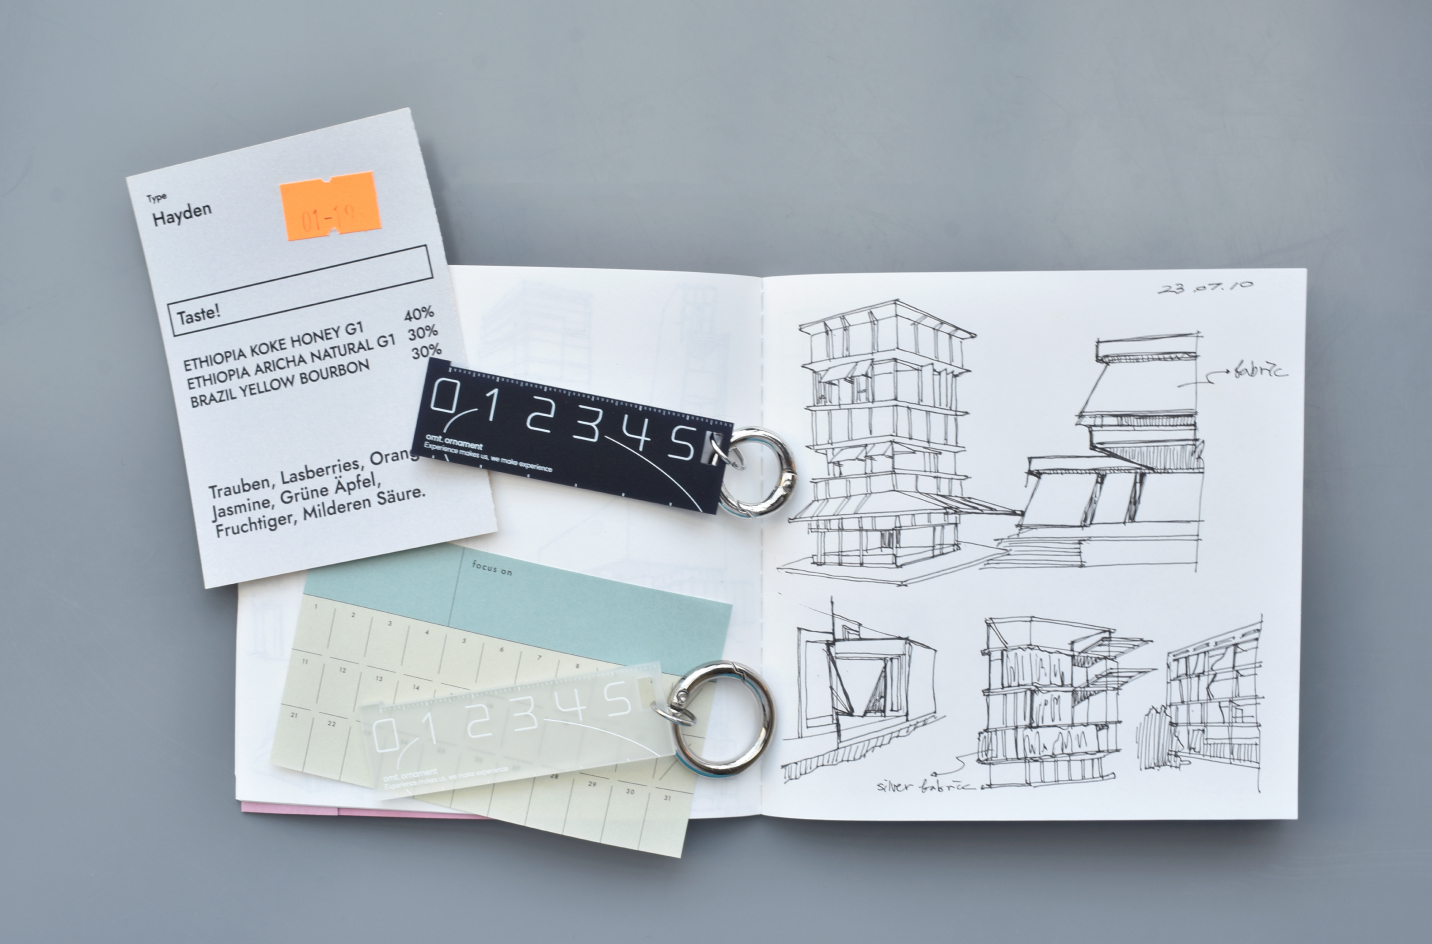 Type
Hayden
01-19
Taste!
ETHIOPIA KOKE HONEY G1 40%
ETHIOPIA ARICHA NATURAL G1 30%
BRAZIL YELLOW BOURBON 30%
Trauben, Lasberries, Orang
Jasmine, Grüne Äpfel,
Fruchtiger, Milderen Säure.
0 1 2 3 4 5
omt. ornament
Experience makes us, we make experience
focus on
1 2 3 4 5 6 7 8
11 12 13 14
21 22 28 29 30 31
0 1 2 3 4 5
omt. ornament
Experience makes us, we make experience
23.07.10
fabric
silver fabric